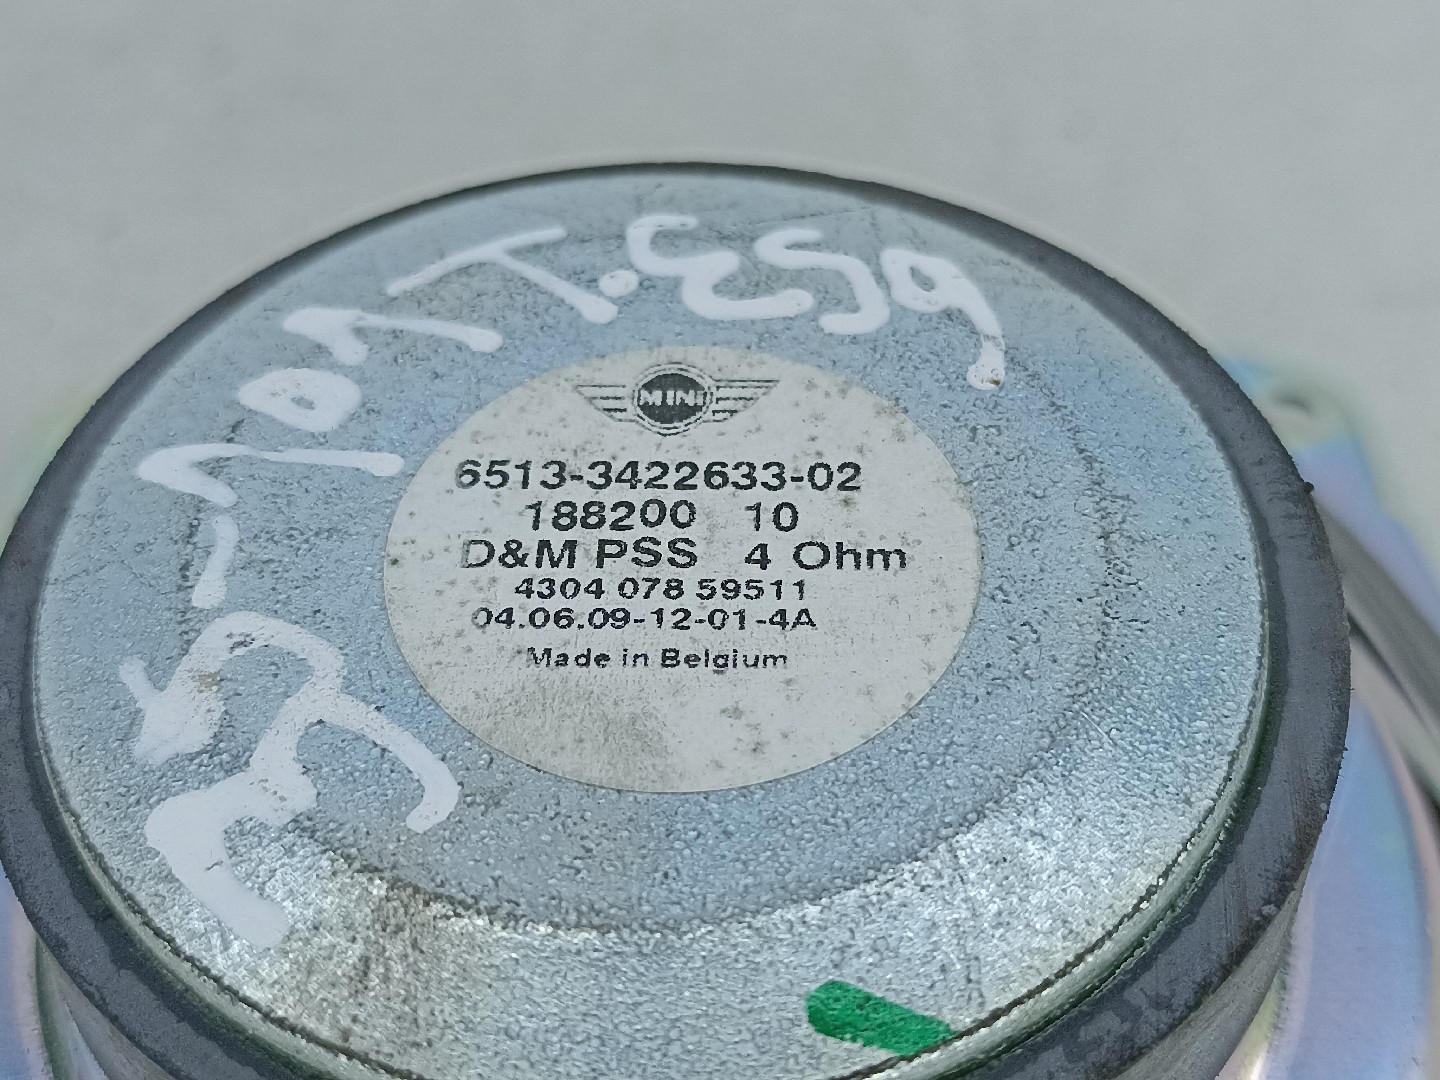 MINI
6513-3422633-02
188200 10
D&M PSS 4 Ohm
4304 078 59511
04.06.09-12-01-4A
Made in Belgium